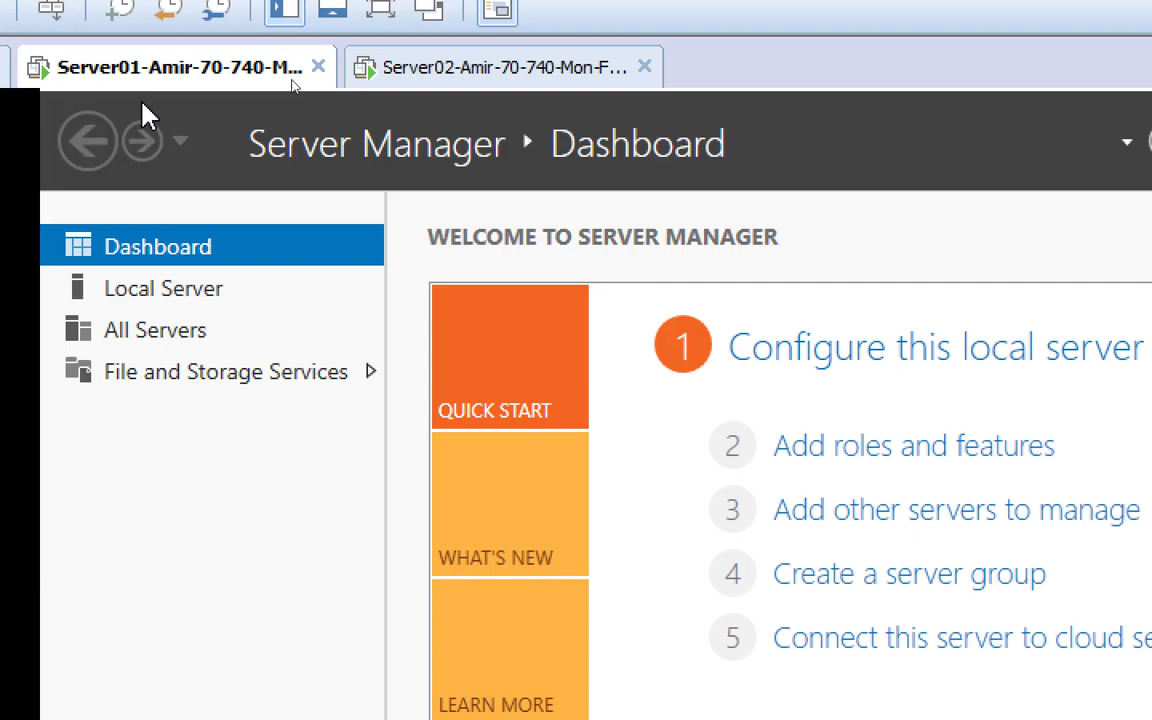 Server01-Amir-70-740-M...
Server02-Amir-70-740-Mon-F...
Server Manager Dashboard
Dashboard
Local Server
All Servers
File and Storage Services
WELCOME TO SERVER MANAGER
QUICK START
WHAT'S NEW
LEARN MORE
1 Configure this local server
2 Add roles and features
3 Add other servers to manage
4 Create a server group
5 Connect this server to cloud se